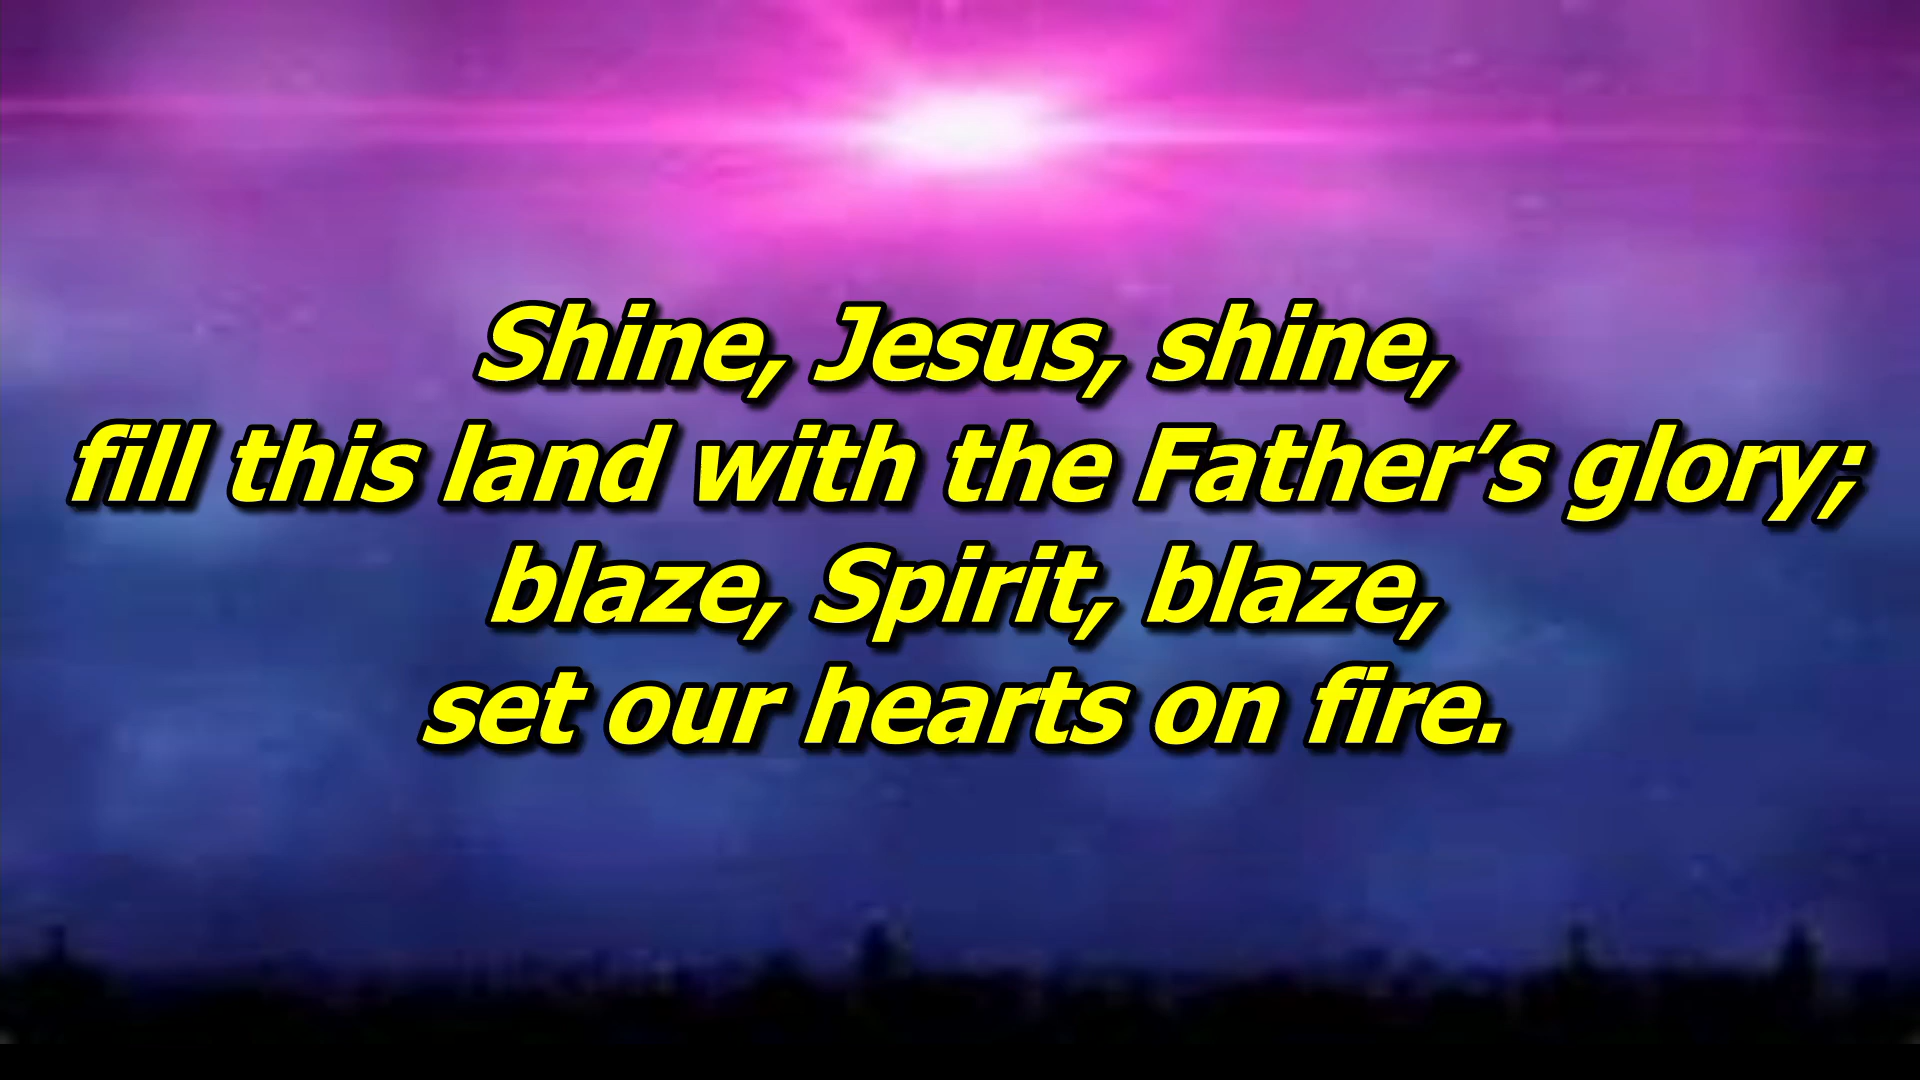 Shine, Jesus, shine,
fill this land with the Father’s glory;
blaze, Spirit, blaze,
set our hearts on fire.